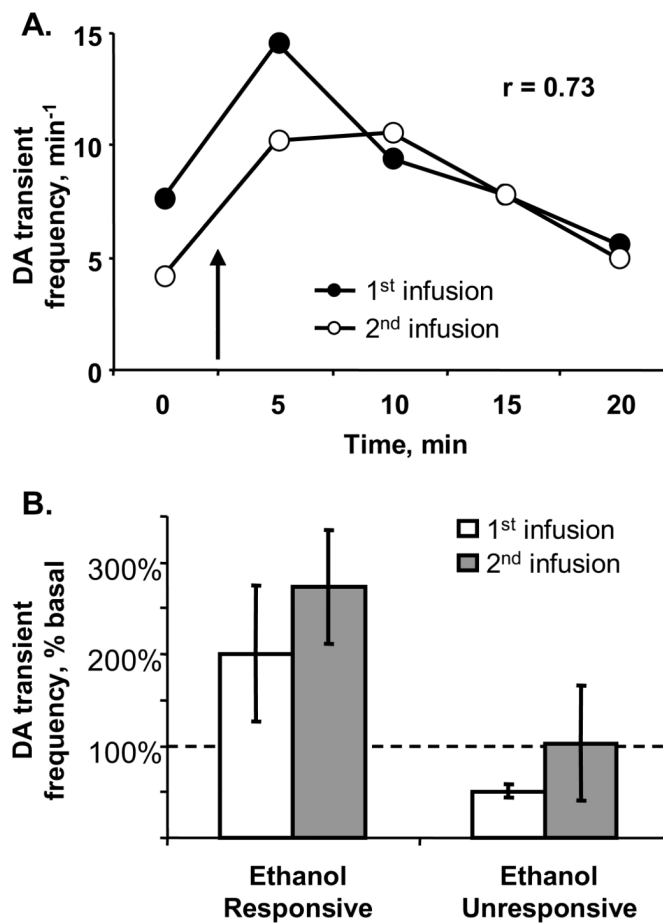 A.
DA transient
frequency, min⁻¹
15
10
5
0
r = 0.73
1st infusion
2nd infusion
0 5 10 15 20
Time, min
B.
DA transient
frequency, % basal
300%
200%
100%
1st infusion
2nd infusion
Ethanol
Responsive
Ethanol
Unresponsive